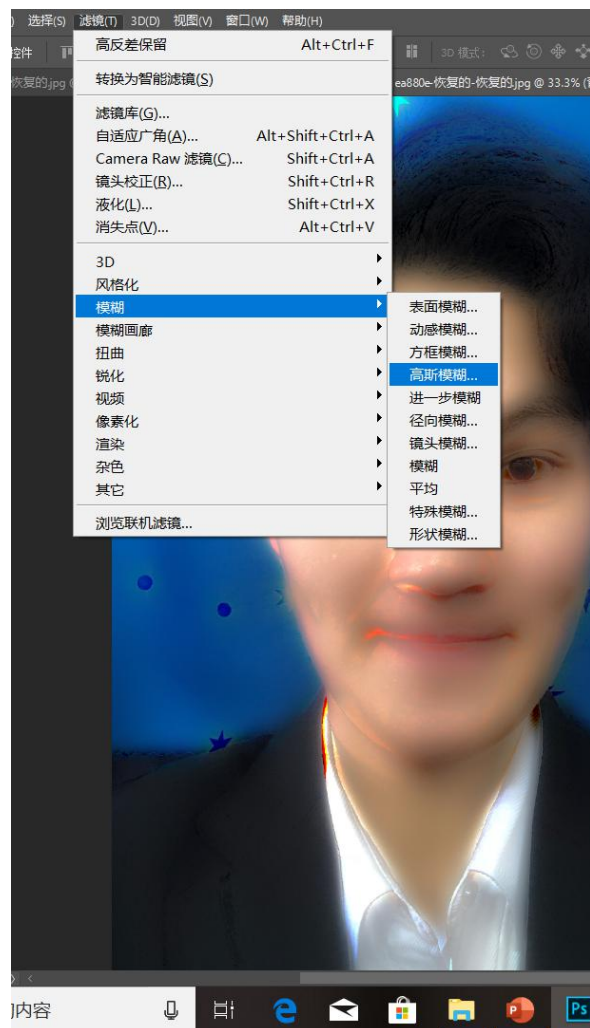 选择(S) 滤镜(T) 3D(D) 视图(V) 窗口(W) 帮助(H)
控件 3D 模式:
恢复的.jpg ea880e-恢复的-恢复的.jpg @ 33.3%
高反差保留 Alt+Ctrl+F
转换为智能滤镜(S)
滤镜库(G)...
自适应广角(A)... Alt+Shift+Ctrl+A
Camera Raw 滤镜(C)... Shift+Ctrl+A
镜头校正(R)... Shift+Ctrl+R
液化(L)... Shift+Ctrl+X
消失点(V)... Alt+Ctrl+V
3D
风格化
模糊
模糊画廊
扭曲
锐化
视频
像素化
渲染
杂色
其它
浏览联机滤镜...
表面模糊...
动感模糊...
方框模糊...
高斯模糊...
进一步模糊
径向模糊...
镜头模糊...
模糊
平均
特殊模糊...
形状模糊...
内容
Ps